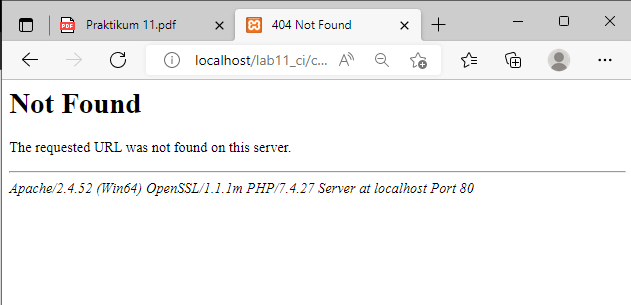 Praktikum 11.pdf
404 Not Found
localhost/lab11_ci/c...
Not Found
The requested URL was not found on this server.
Apache/2.4.52 (Win64) OpenSSL/1.1.1m PHP/7.4.27 Server at localhost Port 80